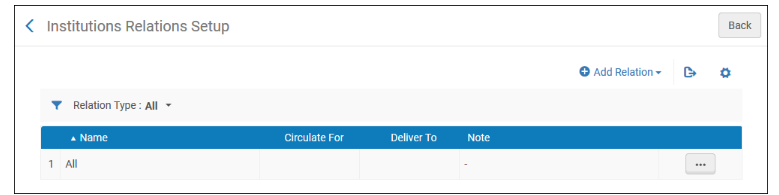 Institutions Relations Setup
Back
Add Relation
Relation Type : All
Name Circulate For Deliver To Note
1 All - ...